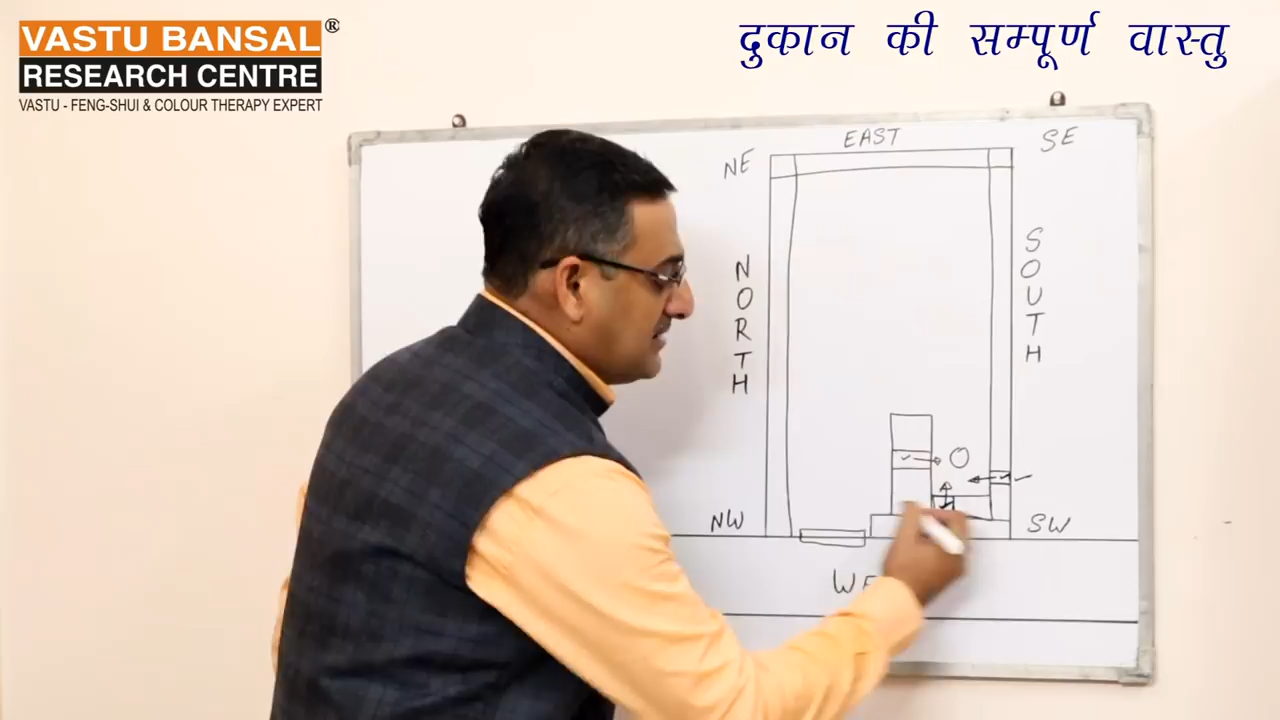 VASTU BANSAL®
RESEARCH CENTRE
VASTU - FENG-SHUI & COLOUR THERAPY EXPERT
दुकान की सम्पूर्ण वास्तु
EAST
NE
SE
NORTH
SOUTH
NW
SW